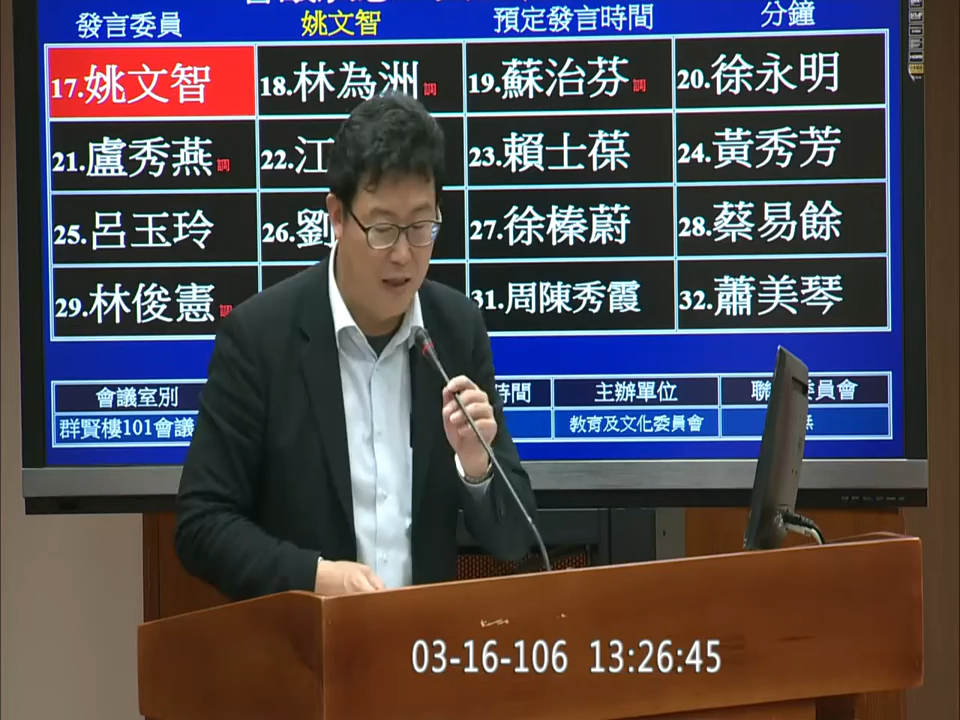 發言委員 姚文智 預定發言時間 分鐘
17.姚文智 18.林為洲 調 19.蘇治芬 調 20.徐永明
21.盧秀燕 調 22.江 23.賴士葆 24.黃秀芳
25.呂玉玲 26.劉 27.徐榛蔚 28.蔡易餘
29.林俊憲 調 31.周陳秀霞 32.蕭美琴
會議室別 時間 主辦單位 聯 委員會
群賢樓101會議 教育及文化委員會 無
03-16-106 13:26:45